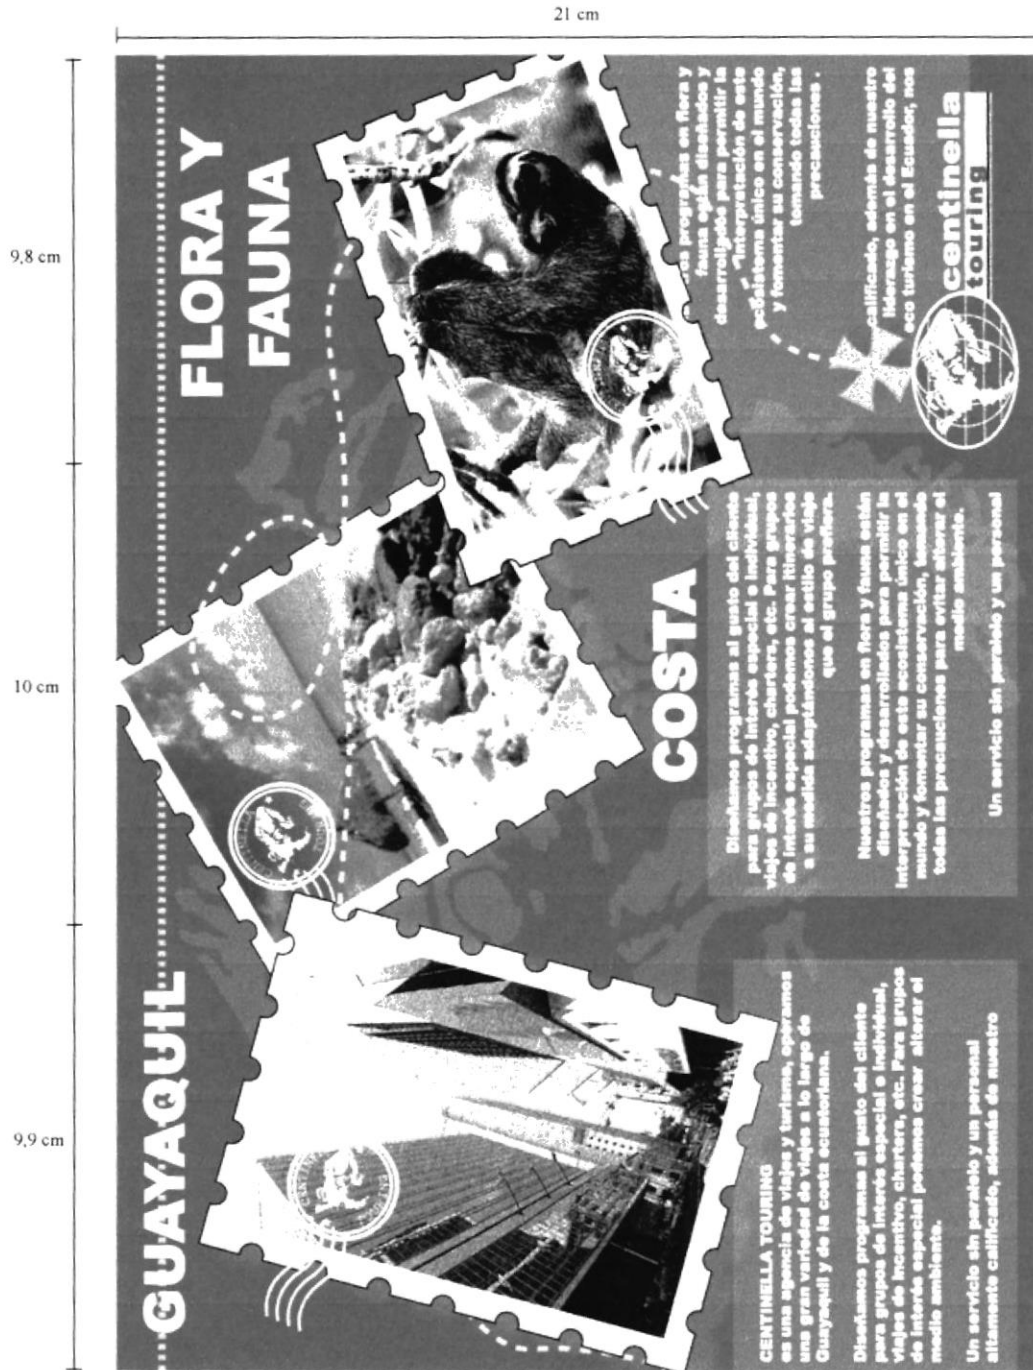 21 cm
9,8 cm
10 cm
9,9 cm
GUAYAQUIL
CENTINELLA TOURING
es una agencia de viajes y turismo, operamos
una gran variedad de viajes a lo largo de
Guayaquil y de la costa ecuatoriana.
Diseñamos programas al gusto del cliente
para grupos de interés especial e individual,
viajes de incentivo, charters, etc. Para grupos
de interés especial podemos crear alterar el
medio ambiente.
Un servicio sin paralelo y un personal
altamente calificado, además de nuestro
COSTA
Diseñamos programas al gusto del cliente
para grupos de interés especial e individual,
viajes de incentivo, charters, etc. Para grupos
de interés especial podemos crear itinerarios
a su medida adaptándonos al estilo de viaje
que el grupo prefiera.
Nuestros programas en flora y fauna están
diseñados y desarrollados para permitir la
interpretación de este ecosistema único en el
mundo y fomentar su conservación, tomando
todas las precauciones para evitar alterar el
medio ambiente.
Un servicio sin paralelo y un personal
FLORA Y
FAUNA
programas en flora y
fauna están diseñados y
desarrollados para permitir la
"interpretación de este
ecosistema único en el mundo
y fomentar su conservación,
tomando todas las
precauciones .
calificado, además de nuestro
liderazgo en el desarrollo del
eco turismo en el Ecuador, nos
centinella
touring